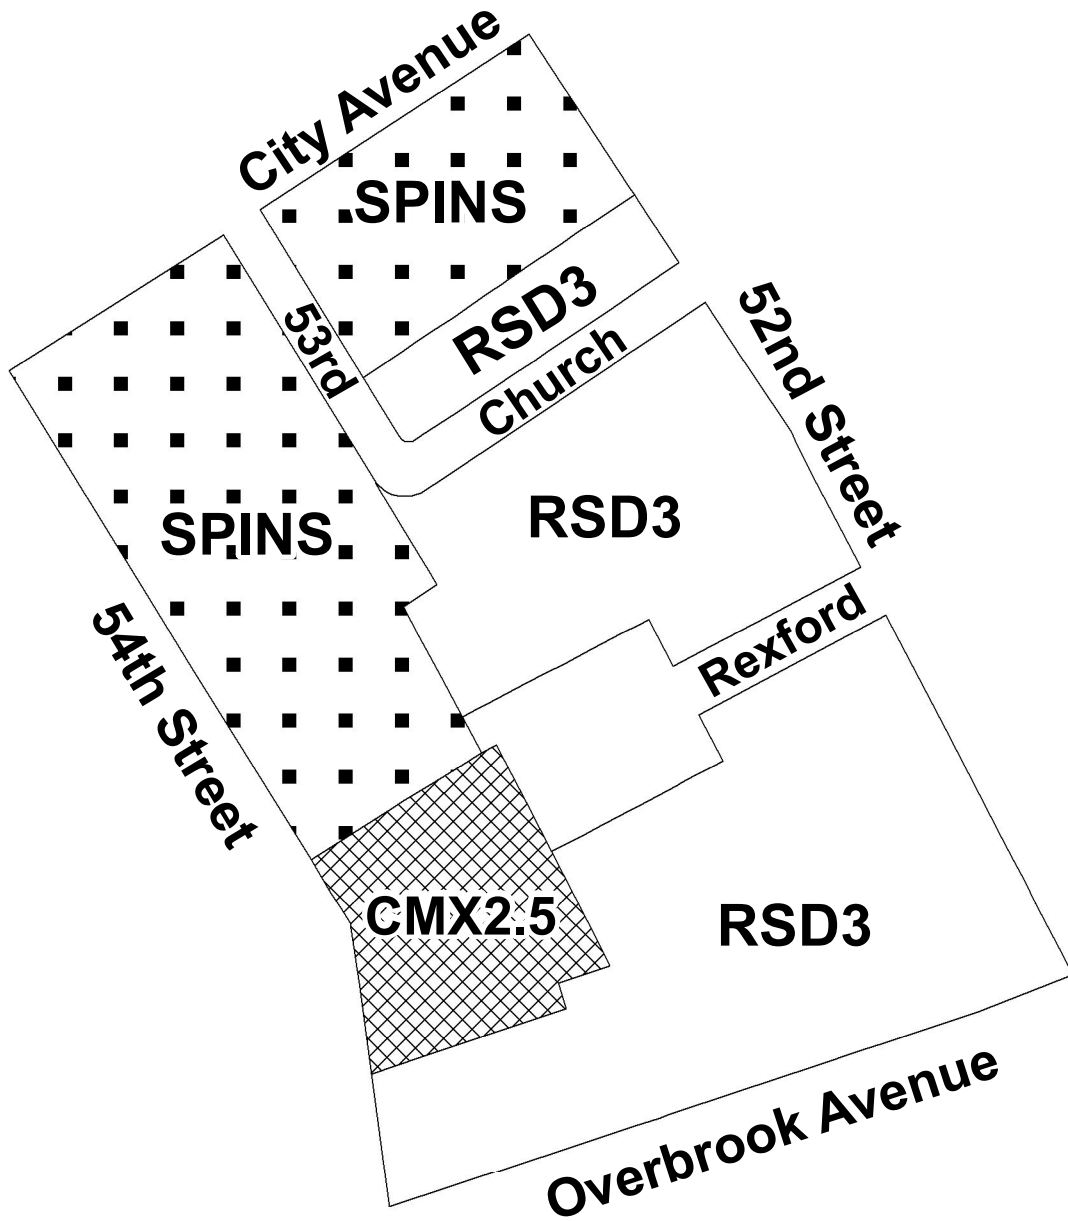 City Avenue
SPINS
RSD3
53rd
Church
52nd Street
RSD3
SPINS
54th Street
Rexford
CMX2.5
RSD3
Overbrook Avenue